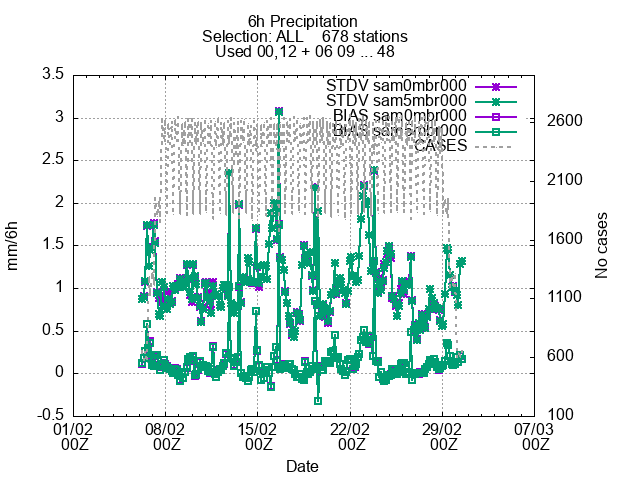 6h Precipitation
Selection: ALL 678 stations
Used 00,12 + 06 09 ... 48
STDV sam0mbr000
STDV sam5mbr000
BIAS sam0mbr000
BIAS sam5mbr000
CASES
mm/6h
3.5
3
2.5
2
1.5
1
0.5
0
-0.5
No cases
2600
2100
1600
1100
600
100
01/02 08/02 15/02 22/02 29/02 07/03
00Z 00Z 00Z 00Z 00Z 00Z
Date